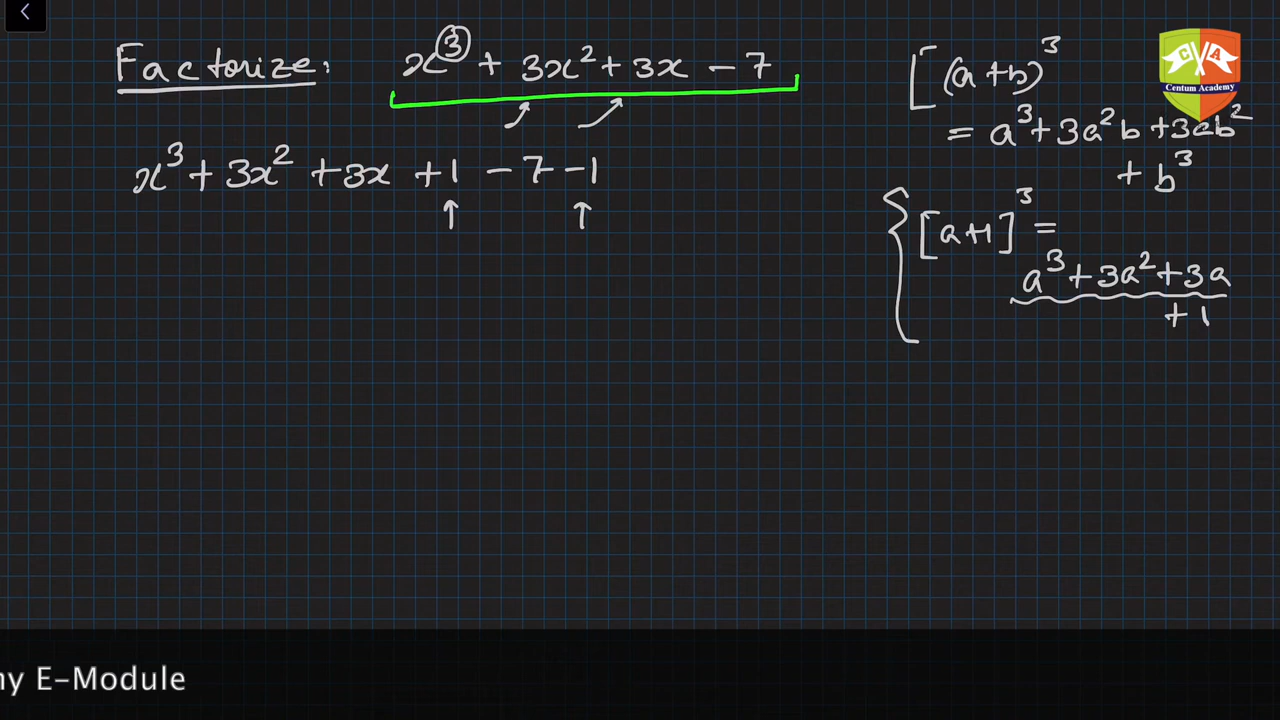 Factorize: x³ + 3x² + 3x - 7
x³ + 3x² + 3x + 1 - 7 - 1
(a + b)³
= a³ + 3a²b + 3ab²
+ b³
[a+1]³ =
a³ + 3a² + 3a
+ 1
C A
Centum Academy
ny E-Module